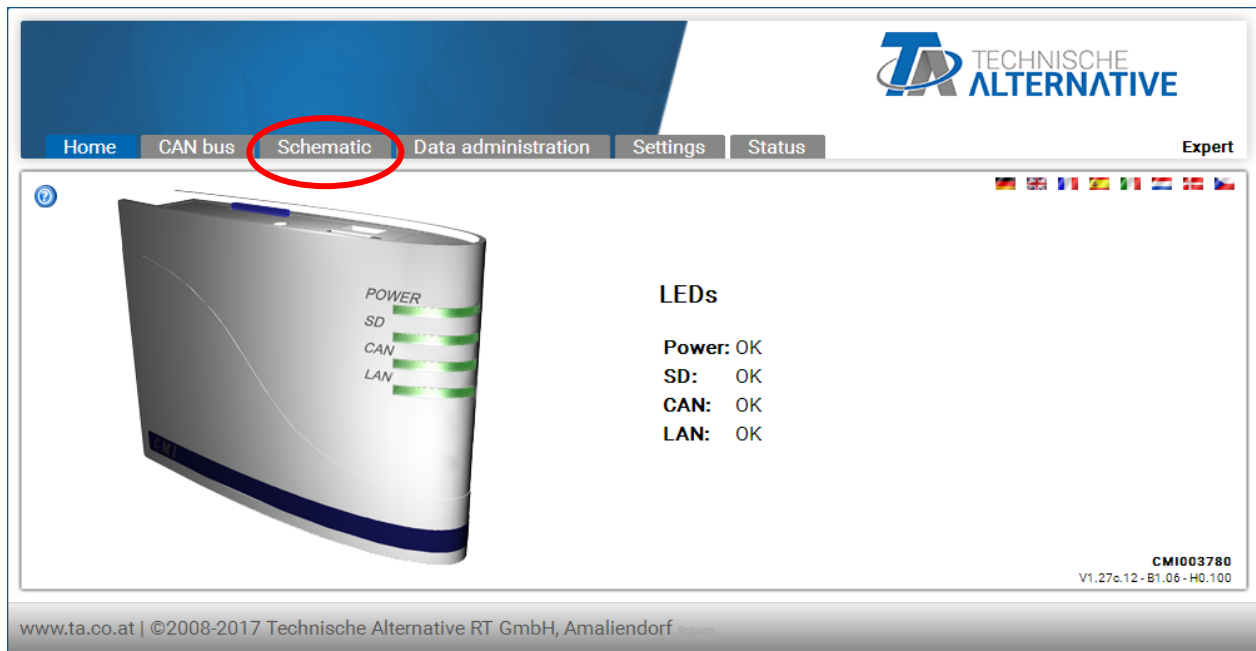 TECHNISCHE
ALTERNATIVE
Home CAN bus Schematic Data administration Settings Status Expert
POWER
SD
CAN
LAN
CMI
LEDs
Power: OK
SD: OK
CAN: OK
LAN: OK
CMI003780
V1.27c.12 - B1.06 - H0.100
www.ta.co.at | ©2008-2017 Technische Alternative RT GmbH, Amaliendorf Roboto